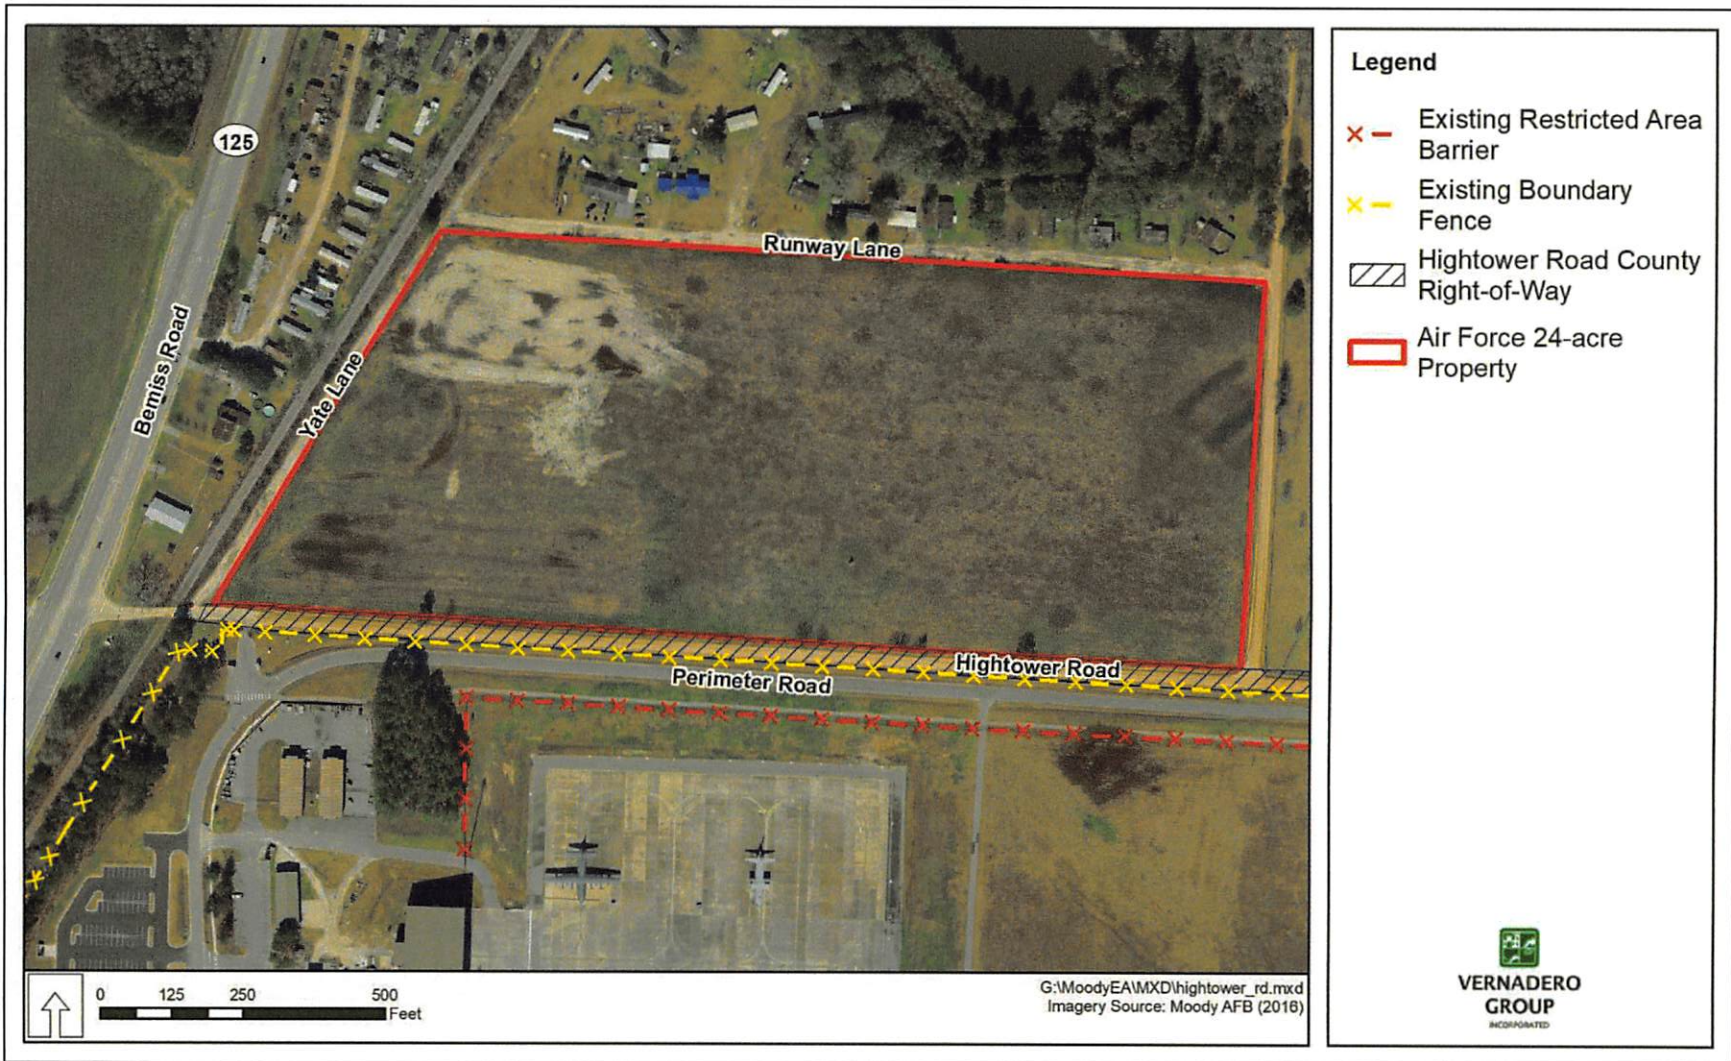 125
Runway Lane
Bemiss Road
Yate Lane
Hightower Road
Perimeter Road
Legend
Existing Restricted Area
Barrier
Existing Boundary
Fence
Hightower Road County
Right-of-Way
Air Force 24-acre
Property
0 125 250 500
Feet
G:\MoodyEA\MXD\hightower_rd.mxd
Imagery Source: Moody AFB (2016)
VERNADERO
GROUP
INCORPORATED